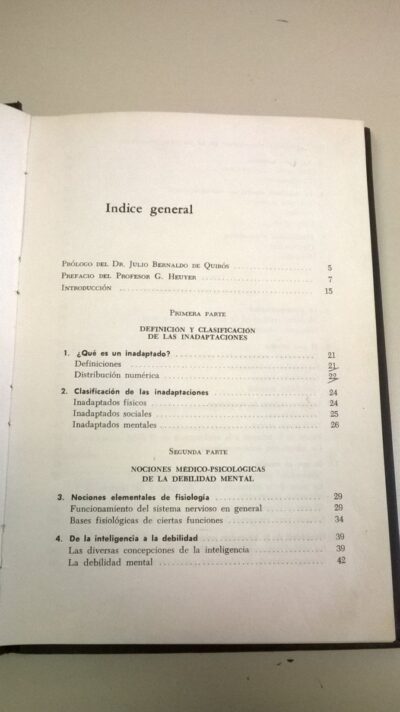 Indice general
Prólogo del Dr. Julio Bernaldo de Quirós 5
Prefacio del Profesor G. Heuyer 7
Introducción 15
Primera parte
DEFINICIÓN Y CLASIFICACIÓN
DE LAS INADAPTACIONES
1. ¿Qué es un inadaptado? 21
Definiciones 21
Distribución numérica 22
2. Clasificación de las inadaptaciones 24
Inadaptados físicos 24
Inadaptados sociales 25
Inadaptados mentales 26
Segunda parte
NOCIONES MÉDICO-PSICOLÓGICAS
DE LA DEBILIDAD MENTAL
3. Nociones elementales de fisiología 29
Funcionamiento del sistema nervioso en general 29
Bases fisiológicas de ciertas funciones 34
4. De la inteligencia a la debilidad 39
Las diversas concepciones de la inteligencia 39
La debilidad mental 42